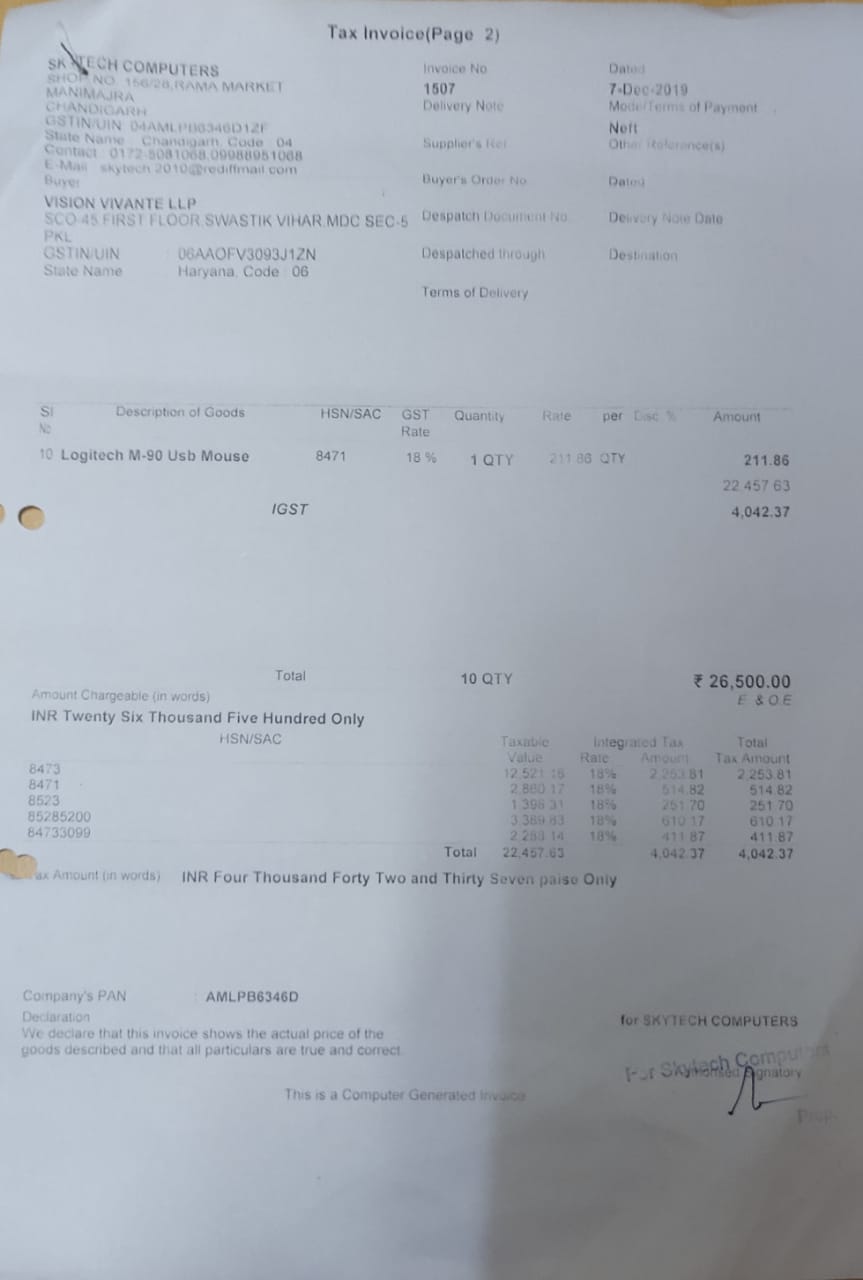 Tax Invoice(Page 2)
SKYTECH COMPUTERS
SHOP NO. 156/28,RAMA MARKET
MANIMAJRA
CHANDIGARH
GSTIN/UIN: 04AMLPB6346D1ZF
State Name : Chandigarh, Code : 04
Contact : 0172-5081068,09988951068
E-Mail : skytech.2010@rediffmail.com
Buyer
VISION VIVANTE LLP
SCO-45,FIRST FLOOR,SWASTIK VIHAR,MDC SEC-5
PKL
GSTIN/UIN : 06AAOFV3093J1ZN
State Name : Haryana, Code : 06
Invoice No. Dated
1507 7-Dec-2019
Delivery Note Mode/Terms of Payment
Neft
Supplier's Ref. Other Reference(s)
Buyer's Order No. Dated
Despatch Document No. Delivery Note Date
Despatched through Destination
Terms of Delivery
Sl Description of Goods HSN/SAC GST Quantity Rate per Disc. % Amount
No. Rate
10 Logitech M-90 Usb Mouse 8471 18 % 1 QTY 211.86 QTY 211.86
22,457.63
IGST 4,042.37
Total 10 QTY ₹ 26,500.00
Amount Chargeable (in words) E. & O.E
INR Twenty Six Thousand Five Hundred Only
HSN/SAC Taxable Integrated Tax Total
Value Rate Amount Tax Amount
8473 12,521.18 18% 2,253.81 2,253.81
8471 2,860.17 18% 514.82 514.82
8523 1,398.31 18% 251.70 251.70
85285200 3,389.83 18% 610.17 610.17
84733099 2,288.14 18% 411.87 411.87
Total 22,457.63 4,042.37 4,042.37
ax Amount (in words) : INR Four Thousand Forty Two and Thirty Seven paise Only
Company's PAN : AMLPB6346D
Declaration
We declare that this invoice shows the actual price of the
goods described and that all particulars are true and correct.
for SKYTECH COMPUTERS
For Skytech Computers
Authorised Signatory
Prop.
This is a Computer Generated Invoice